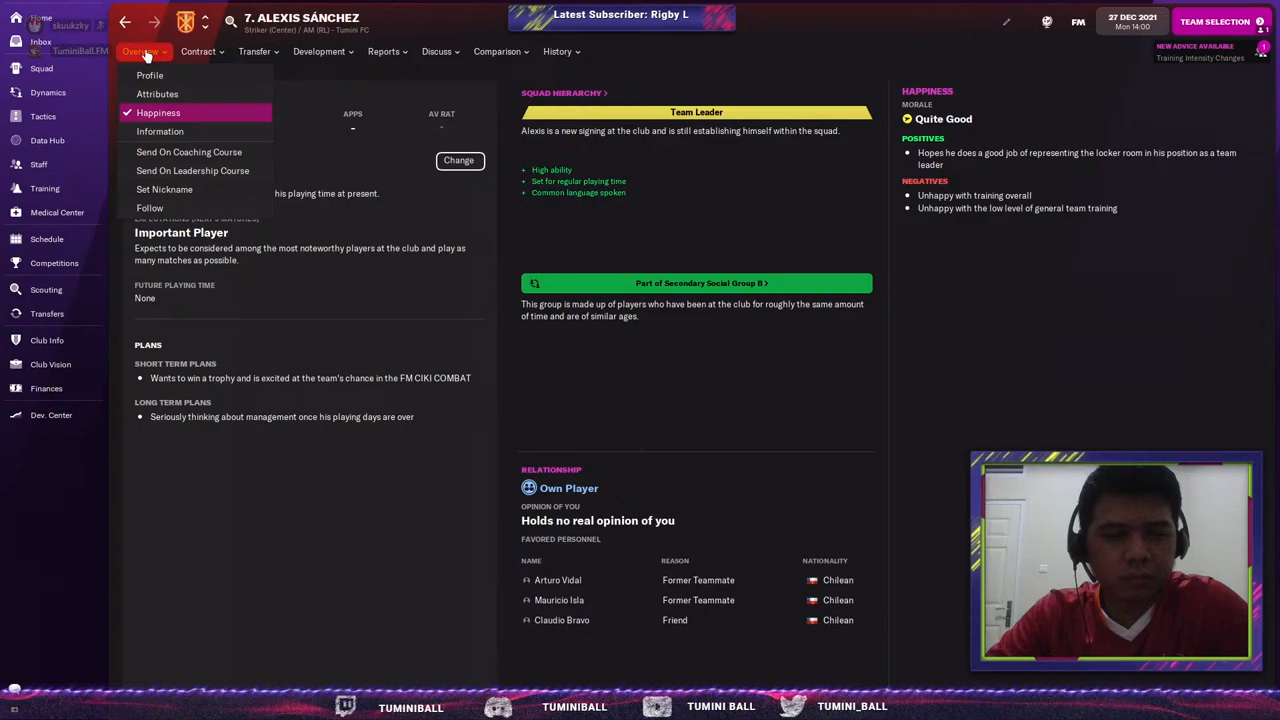 Home
skuukzky
Inbox
TuminiBall.FM
Squad
Dynamics
Tactics
Data Hub
Staff
Training
Medical Center
Schedule
Competitions
Scouting
Transfers
Club Info
Club Vision
Finances
Dev. Center
7. ALEXIS SÁNCHEZ
Striker (Center) / AM (RL) - Tumini FC
Latest Subscriber: Rigby L
FM
27 DEC 2021
Mon 14:00
TEAM SELECTION
1
Overview
Contract
Transfer
Development
Reports
Discuss
Comparison
History
NEW ADVICE AVAILABLE
Training Intensity Changes
1
Profile
Attributes
Happiness
Information
Send On Coaching Course
Send On Leadership Course
Set Nickname
Follow
APPS
AV RAT
-
-
Change
his playing time at present.
Important Player
Expects to be considered among the most noteworthy players at the club and play as
many matches as possible.
FUTURE PLAYING TIME
None
PLANS
SHORT TERM PLANS
Wants to win a trophy and is excited at the team's chance in the FM CIKI COMBAT
LONG TERM PLANS
Seriously thinking about management once his playing days are over
SQUAD HIERARCHY >
Team Leader
Alexis is a new signing at the club and is still establishing himself within the squad.
+ High ability
+ Set for regular playing time
+ Common language spoken
Part of Secondary Social Group B >
This group is made up of players who have been at the club for roughly the same amount
of time and are of similar ages.
RELATIONSHIP
Own Player
OPINION OF YOU
Holds no real opinion of you
FAVORED PERSONNEL
NAME REASON NATIONALITY
Arturo Vidal Former Teammate Chilean
Mauricio Isla Former Teammate Chilean
Claudio Bravo Friend Chilean
HAPPINESS
MORALE
Quite Good
POSITIVES
Hopes he does a good job of representing the locker room in his position as a team
leader
NEGATIVES
Unhappy with training overall
Unhappy with the low level of general team training
TUMINIBALL
TUMINIBALL
TUMINI BALL
TUMINI_BALL